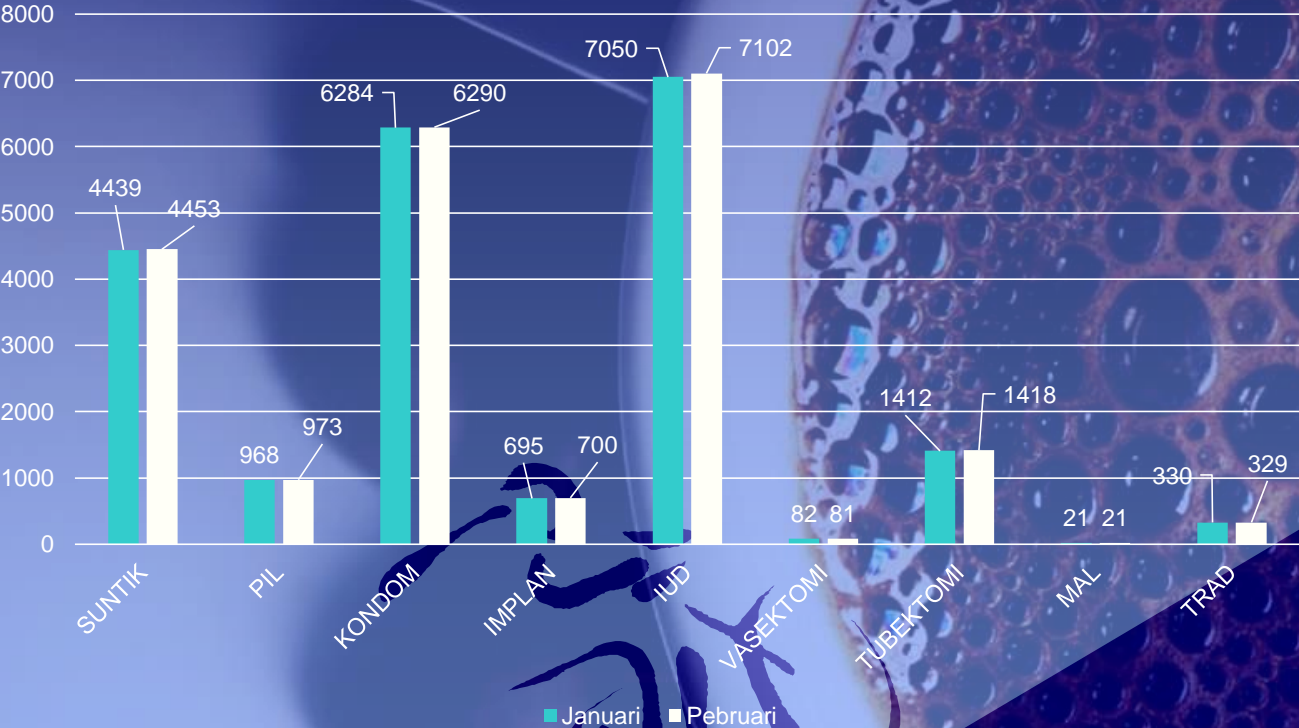 8000
7000
6000
5000
4000
3000
2000
1000
0
4439
4453
968
973
6284
6290
695
700
7050
7102
82
81
1412
1418
21
21
330
329
SUNTIK
PIL
KONDOM
IMPLAN
IUD
VASEKTOMI
TUBEKTOMI
MAL
TRAD
Januari
Pebruari